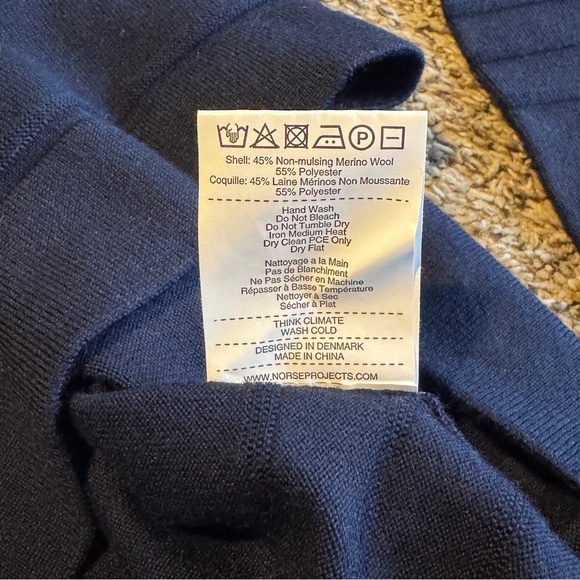 Shell: 45% Non-mulsing Merino Wool
55% Polyester
Coquille: 45% Laine Mérinos Non Moussante
55% Polyester
Hand Wash
Do Not Bleach
Do Not Tumble Dry
Iron Medium Heat
Dry Clean PCE Only
Dry Flat
Nattoyage a la Main
Pas de Blanchiment
Ne Pas Sécher en Machine
Répasser à Basse Température
Nettoyer à Sec
Sécher à Plat
THINK CLIMATE
WASH COLD
DESIGNED IN DENMARK
MADE IN CHINA
WWW.NORSEPROJECTS.COM